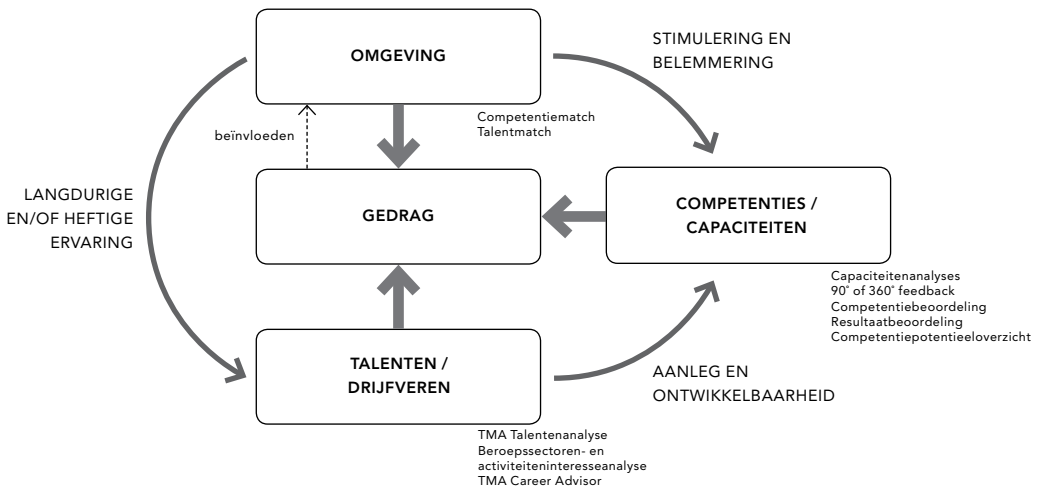 OMGEVING
STIMULERING EN
BELEMMERING
Competentiematch
Talentmatch
beïnvloeden
LANGDURIGE
EN/OF HEFTIGE
ERVARING
GEDRAG
COMPETENTIES /
CAPACITEITEN
Capaciteitenanalyses
90˚ of 360˚ feedback
Competentiebeoordeling
Resultaatbeoordeling
Competentiepotentieeloverzicht
TALENTEN /
DRIJFVEREN
AANLEG EN
ONTWIKKELBAARHEID
TMA Talentenanalyse
Beroepssectoren- en
activiteiteninteresseanalyse
TMA Career Advisor